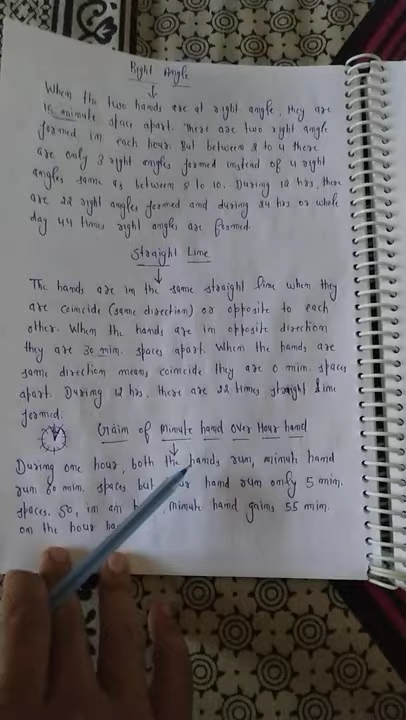 Right Angle
When the two hands are at right angle, they are
15 minute space apart. There are two right angle
formed in each hour. But between 2 to 4 there
are only 3 right angles formed instead of 4 right
angles same as between 8 to 10. During 12 hrs, there
are 22 right angles formed and during 24 hrs or whole
day 44 times right angles are formed.
Straight Line
The hands are in the same straight line when they
are coincide (same direction) or opposite to each
other. When the hands are in opposite direction
they are 30 min. spaces apart. When the hands are
same direction means coincide they are 0 min. spaces
apart. During 12 hrs, there are 22 times straight line
formed.
Gain of Minute hand over Hour hand
During one hour, both the hands run, minute hand
run 60 min. spaces but hand run only 5 min.
spaces. So, in an minute hand gains 55 min.
on the hour